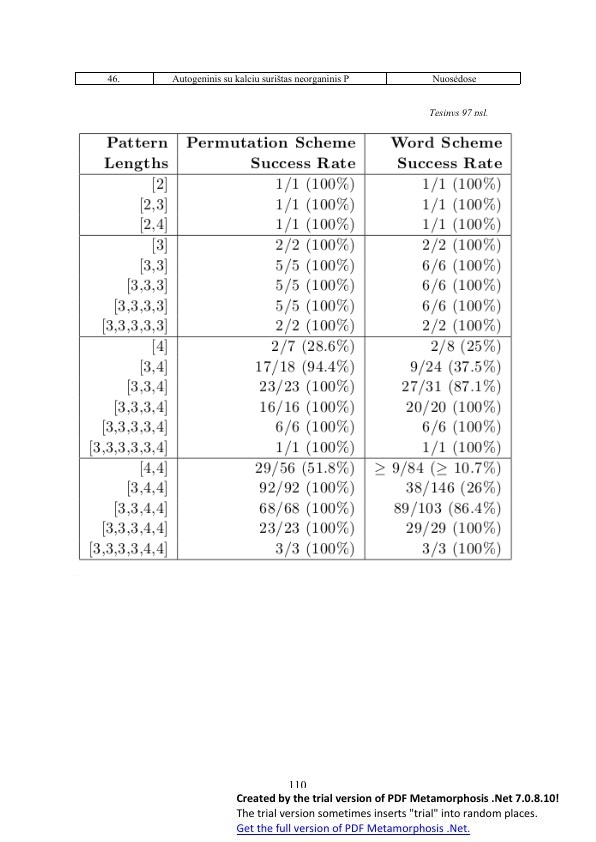 46. Autogeninis su kalciu surištas neorganinis P Nuosėdose
Tesinys 97 psl.
Pattern Permutation Scheme Word Scheme
Lengths Success Rate Success Rate
[2] 1/1 (100%) 1/1 (100%)
[2,3] 1/1 (100%) 1/1 (100%)
[2,4] 1/1 (100%) 1/1 (100%)
[3] 2/2 (100%) 2/2 (100%)
[3,3] 5/5 (100%) 6/6 (100%)
[3,3,3] 5/5 (100%) 6/6 (100%)
[3,3,3,3] 5/5 (100%) 6/6 (100%)
[3,3,3,3,3] 2/2 (100%) 2/2 (100%)
[4] 2/7 (28.6%) 2/8 (25%)
[3,4] 17/18 (94.4%) 9/24 (37.5%)
[3,3,4] 23/23 (100%) 27/31 (87.1%)
[3,3,3,4] 16/16 (100%) 20/20 (100%)
[3,3,3,3,4] 6/6 (100%) 6/6 (100%)
[3,3,3,3,3,4] 1/1 (100%) 1/1 (100%)
[4,4] 29/56 (51.8%) ≥ 9/84 (≥ 10.7%)
[3,4,4] 92/92 (100%) 38/146 (26%)
[3,3,4,4] 68/68 (100%) 89/103 (86.4%)
[3,3,3,4,4] 23/23 (100%) 29/29 (100%)
[3,3,3,3,4,4] 3/3 (100%) 3/3 (100%)
110
Created by the trial version of PDF Metamorphosis .Net 7.0.8.10!
The trial version sometimes inserts "trial" into random places.
Get the full version of PDF Metamorphosis .Net.